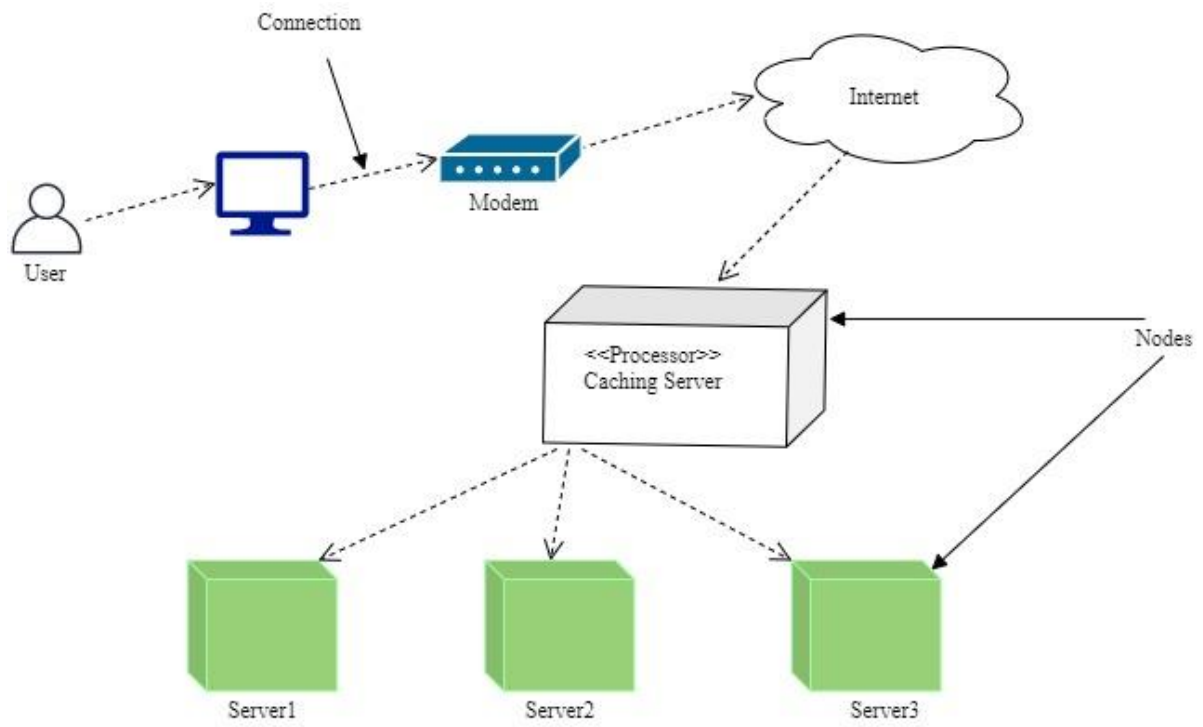 Connection
Internet
Modem
User
<<Processor>>
Caching Server
Nodes
Server1
Server2
Server3